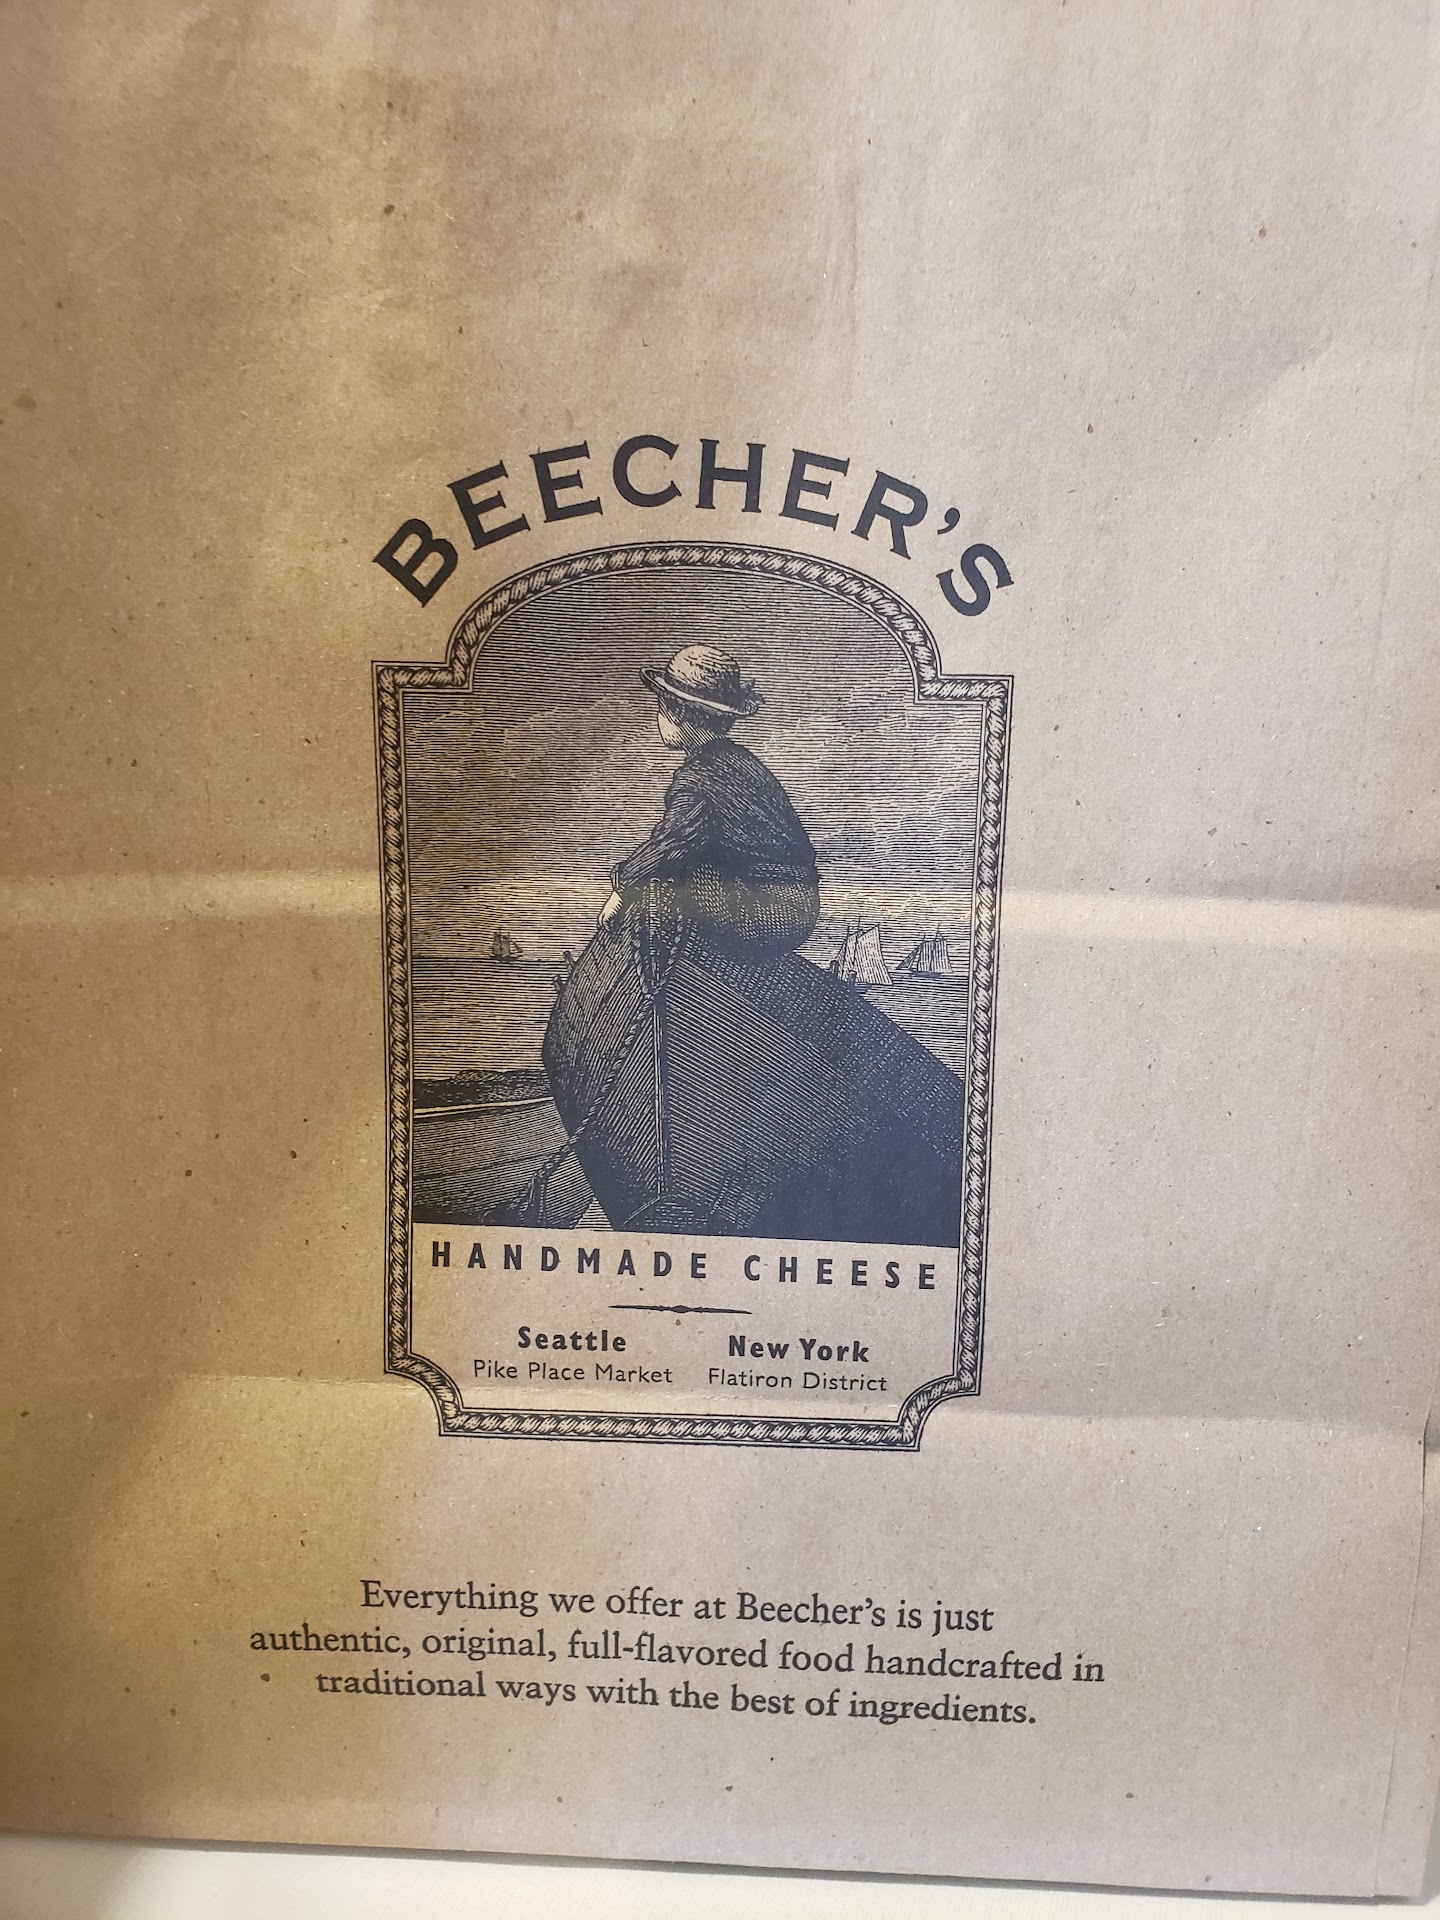 BEECHER'S
HANDMADE CHEESE
Seattle New York
Pike Place Market Flatiron District
Everything we offer at Beecher's is just
authentic, original, full-flavored food handcrafted in
traditional ways with the best of ingredients.